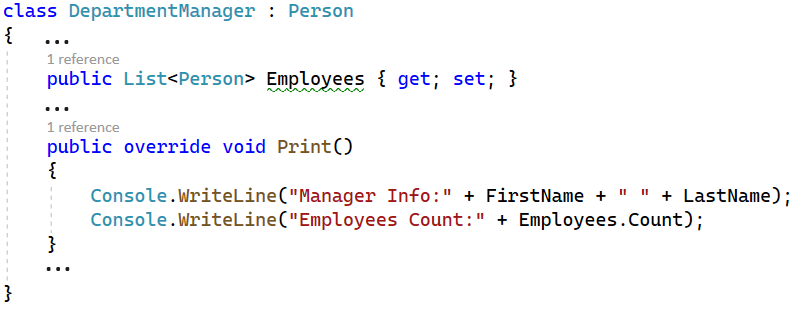 class DepartmentManager : Person
{ ...
1 reference
public List<Person> Employees { get; set; }
...
1 reference
public override void Print()
{
Console.WriteLine("Manager Info:" + FirstName + " " + LastName);
Console.WriteLine("Employees Count:" + Employees.Count);
}
...
}